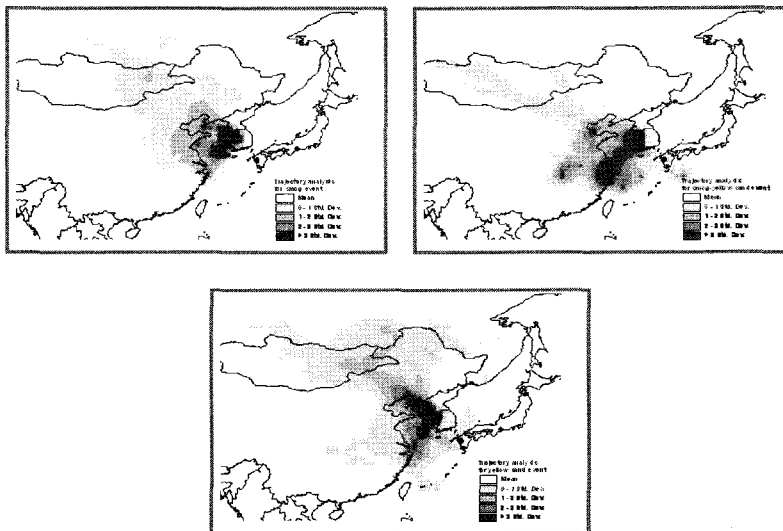 Trajectory analysis
for smog event
Mean
0 - 1 Std. Dev.
1 - 2 Std. Dev.
2 - 3 Std. Dev.
> 3 Std. Dev.
Trajectory analysis
for smog-yellow sand event
Mean
0 - 1 Std. Dev.
1 - 2 Std. Dev.
2 - 3 Std. Dev.
> 3 Std. Dev.
Trajectory analysis
for yellow sand event
Mean
0 - 1 Std. Dev.
1 - 2 Std. Dev.
2 - 3 Std. Dev.
> 3 Std. Dev.